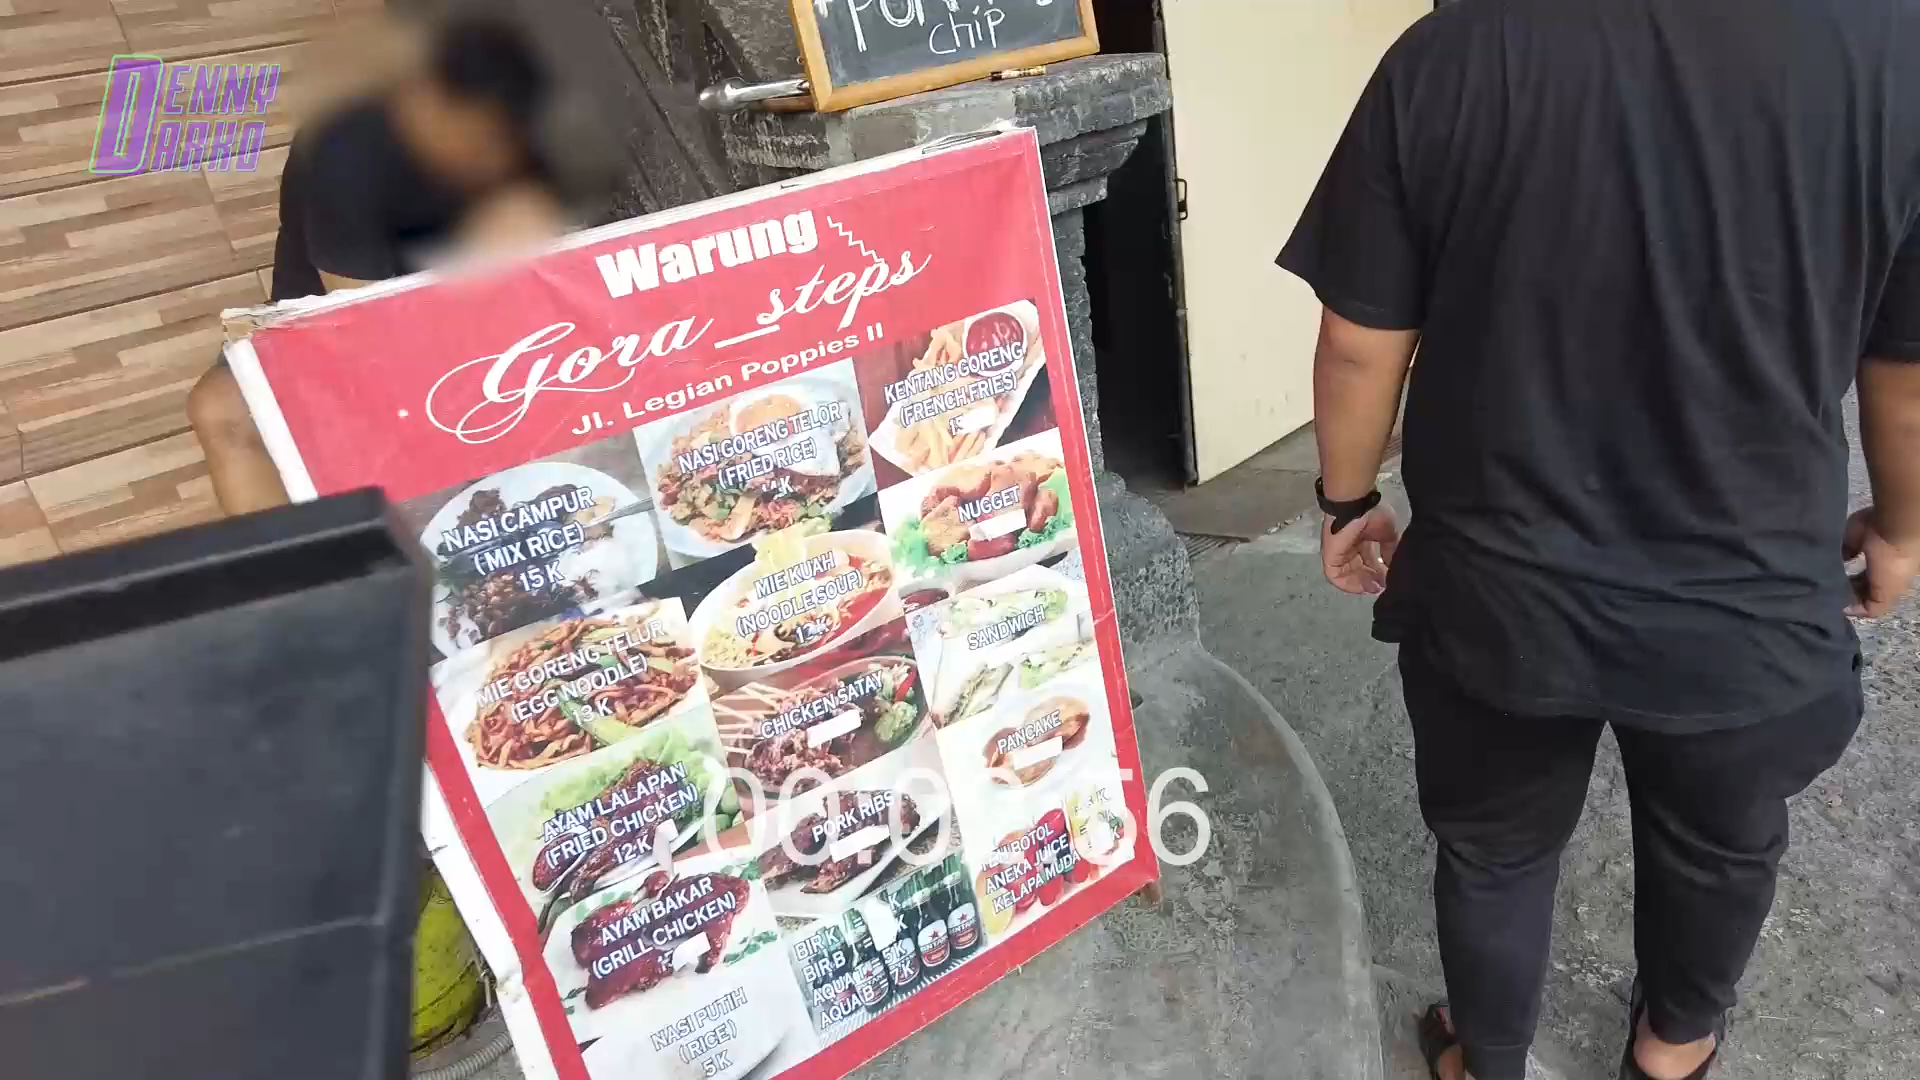 DENNY
DARKO
chip
Warung
Gora_steps
Jl. Legian Poppies II
NASI CAMPUR
(MIX RICE)
15 K
NASI GORENG TELOR
(FRIED RICE)
KENTANG GORENG
(FRENCH FRIES)
NUGGET
MIE KUAH
(NOODLE SOUP)
SANDWICH
MIE GORENG TELUR
(EGG NOODLE)
13 K
CHICKEN SATAY
PANCAKE
AYAM LALAPAN
(FRIED CHICKEN)
12 K
PORK RIBS
TEH BOTOL
ANEKA JUICE
KELAPA MUDA
AYAM BAKAR
(GRILL CHICKEN)
BIR K
BIR B
AQUA
AQUA B
NASI PUTIH
(RICE)
5 K